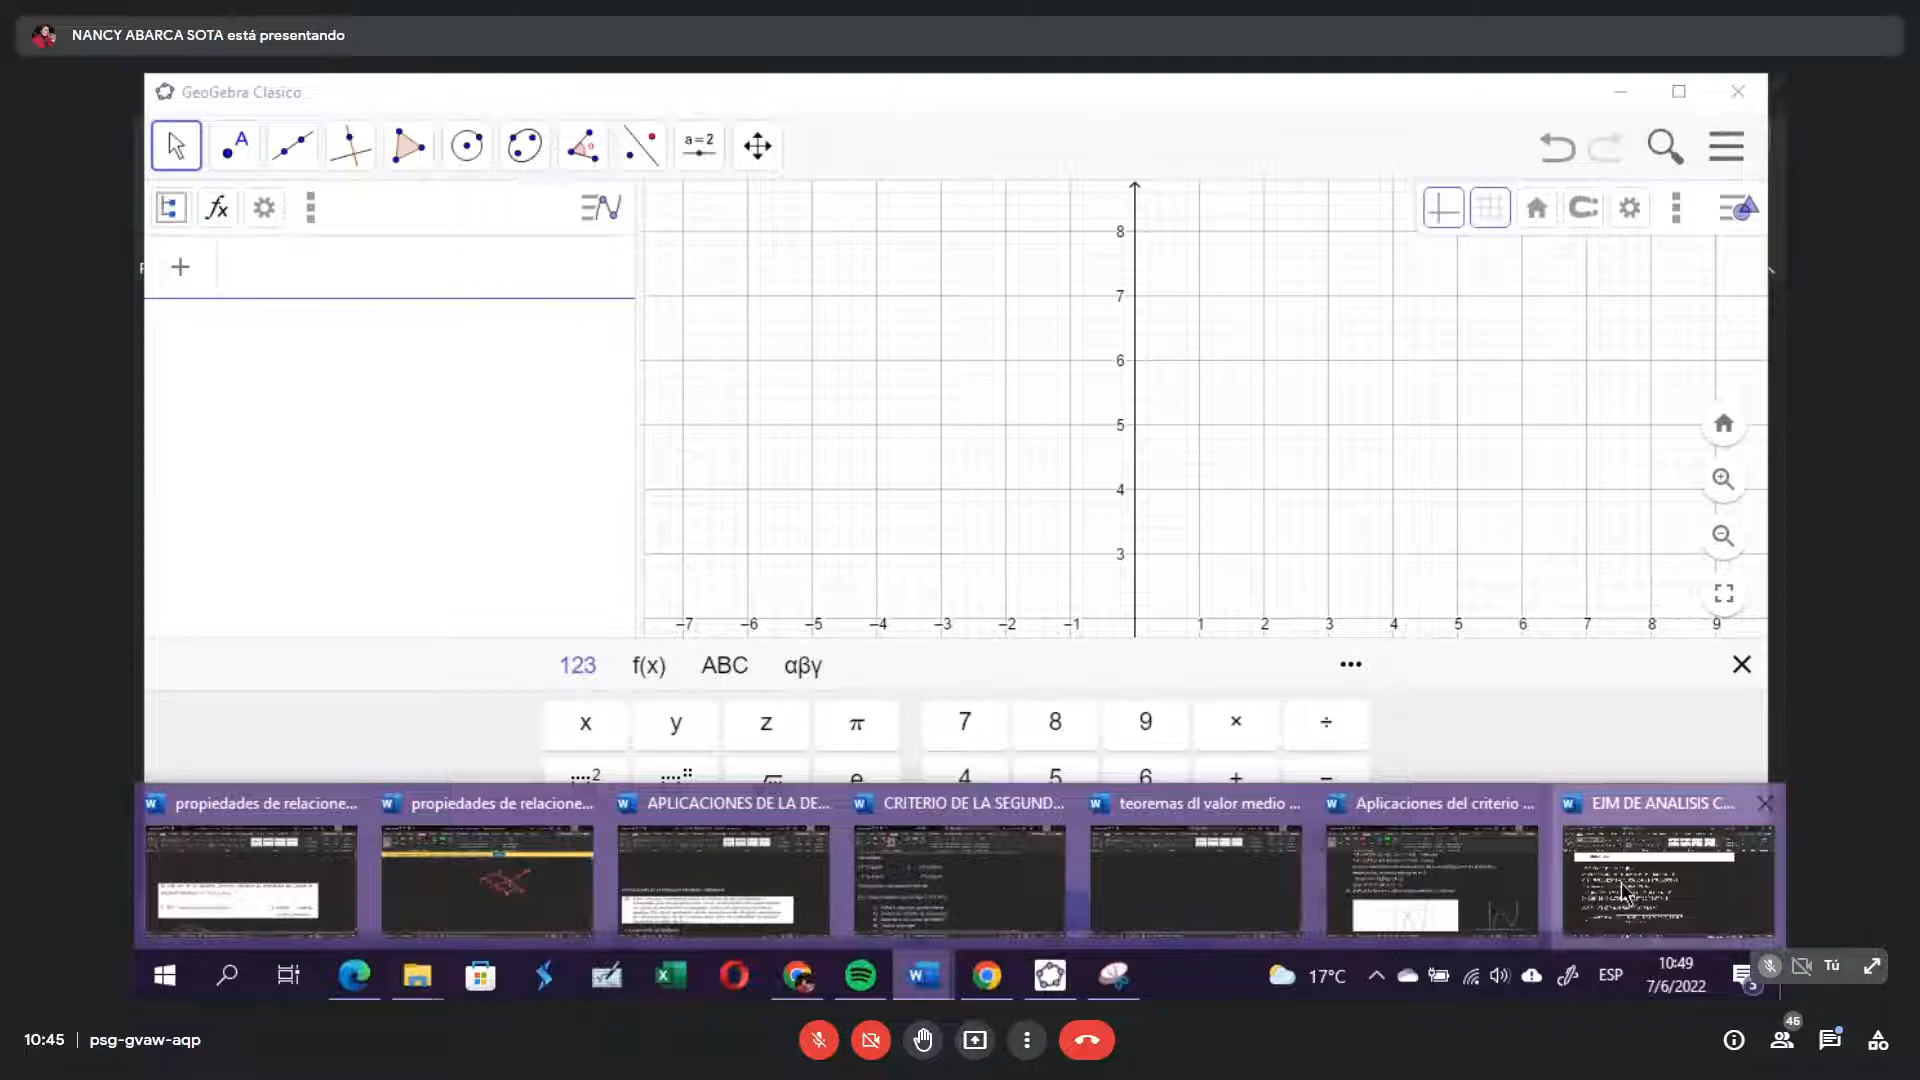 NANCY ABARCA SOTA está presentando
GeoGebra Clásico
A
a=2
fx
8
7
6
5
4
3
−7 −6 −5 −4 −3 −2 −1 1 2 3 4 5 6 7 8 9
123 f(x) ABC αβγ ...
x y z π 7 8 9 × ÷
2 e 4 5 6 + −
propiedades de relacione...
propiedades de relacione...
APLICACIONES DE LA DE...
CRITERIO DE LA SEGUND...
teoremas dl valor medio ...
Aplicaciones del criterio ...
EJM DE ANALISIS C...
17°C ESP 10:49
7/6/2022
Tú
10:45 | psg-gvaw-aqp
45